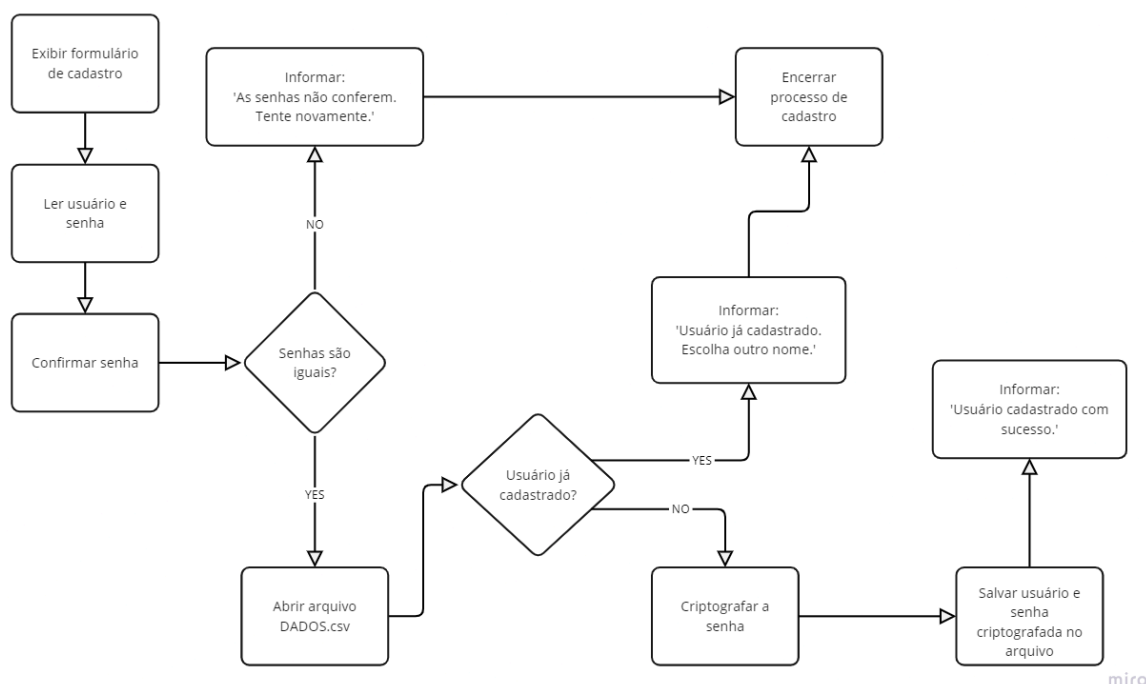 Exibir formulário
de cadastro
Informar:
'As senhas não conferem.
Tente novamente.'
Encerrar
processo de
cadastro
Ler usuário e
senha
NO
Confirmar senha
Senhas são
iguais?
Informar:
'Usuário já cadastrado.
Escolha outro nome.'
Informar:
'Usuário cadastrado com
sucesso.'
YES
Usuário já
cadastrado?
YES
NO
Abrir arquivo
DADOS.csv
Criptografar a
senha
Salvar usuário e
senha
criptografada no
arquivo
miro